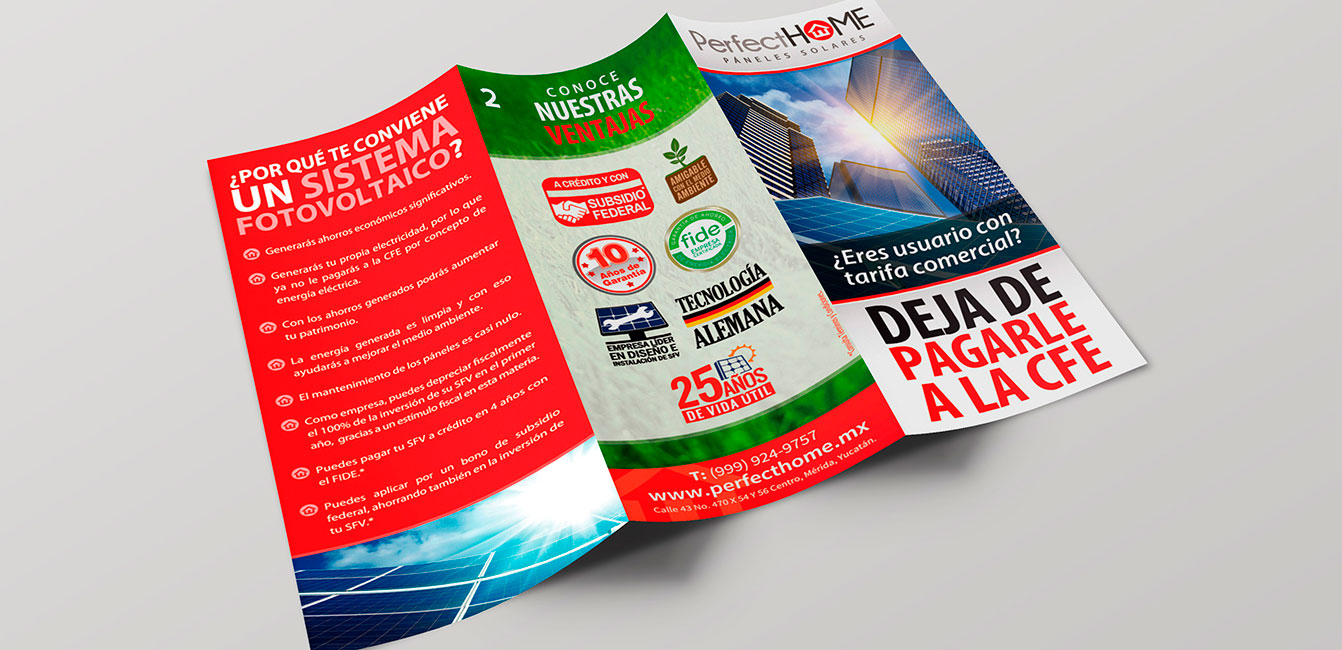 ¿POR QUÉ TE CONVIENE
UN SISTEMA
FOTOVOLTAICO?
Generarás ahorros económicos significativos.
Generarás tu propia electricidad, por lo que
ya no le pagarás a la CFE por concepto de
energía eléctrica.
Con los ahorros generados podrás aumentar
tu patrimonio.
La energía generada es limpia y con eso
ayudarás a mejorar el medio ambiente.
El mantenimiento de los páneles es casi nulo.
Como empresa, puedes depreciar fiscalmente
el 100% de la inversión de su SFV en el primer
año, gracias a un estímulo fiscal en esta materia.
Puedes pagar tu SFV a crédito en 4 años con
el FIDE.*
Puedes aplicar por un bono de subsidio
federal, ahorrando también en la inversión de
tu SFV.*
2
CONOCE
NUESTRAS
VENTAJAS
A CRÉDITO Y CON
SUBSIDIO
FEDERAL
AMIGABLE
CON EL MEDIO
AMBIENTE
10
Años de
Garantía
GARANTÍA DE AHORRO
fide
EMPRESA
CERTIFICADA
EMPRESA LÍDER
EN DISEÑO E
INSTALACIÓN DE SFV
TECNOLOGÍA
ALEMANA
25 AÑOS
DE VIDA ÚTIL
*Consulta Términos y Condiciones.
T: (999) 924-9757
www.perfecthome.mx
Calle 43 No. 470 X 54 Y 56 Centro, Mérida, Yucatán.
PerfectHOME
PÁNELES SOLARES
¿Eres usuario con
tarifa comercial?
DEJA DE
PAGARLE
A LA CFE